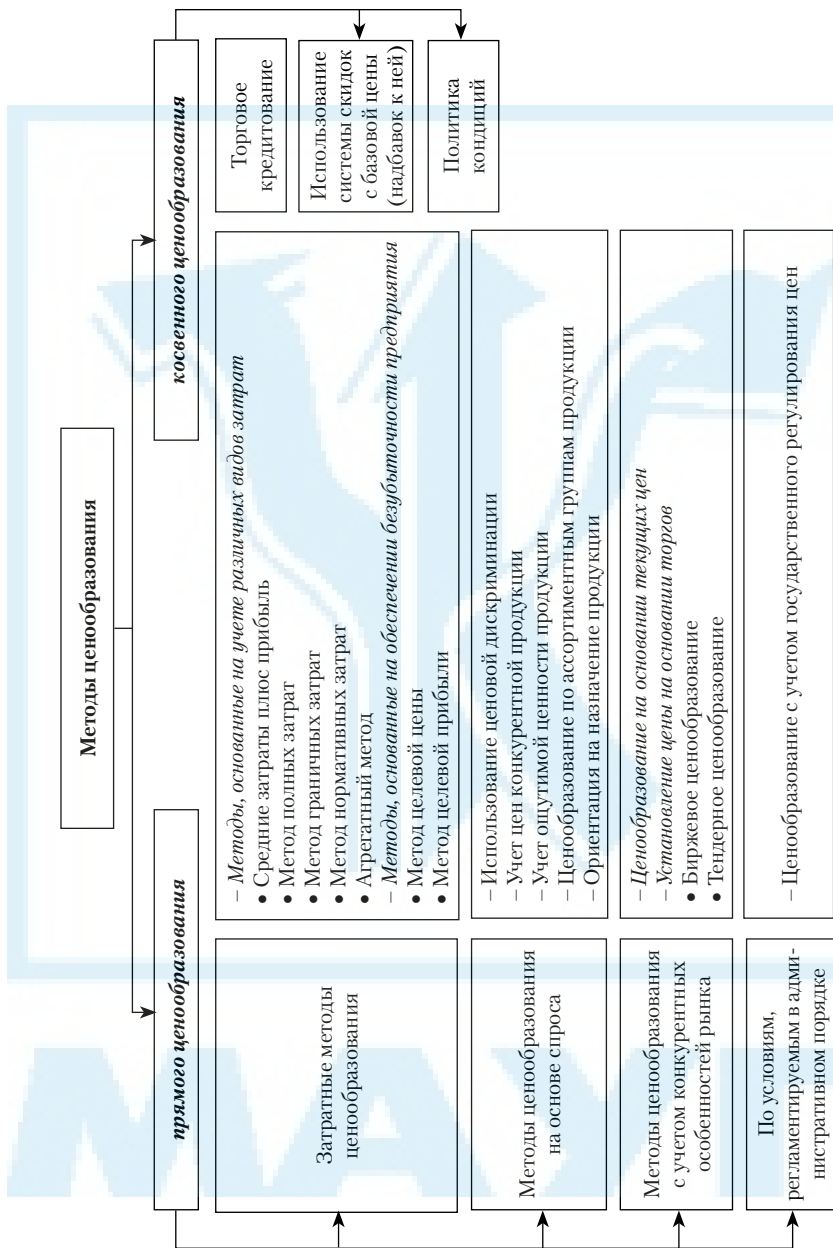 Методы ценообразования
прямого ценообразования
косвенного ценообразования
Затратные методы
ценообразования
– Методы, основанные на учете различных видов затрат
• Средние затраты плюс прибыль
• Метод полных затрат
• Метод граничных затрат
• Метод нормативных затрат
• Агрегатный метод
– Методы, основанные на обеспечении безубыточности предприятия
• Метод целевой цены
• Метод целевой прибыли
Методы ценообразования
на основе спроса
– Использование ценовой дискриминации
– Учет цен конкурентной продукции
– Учет ощутимой ценности продукции
– Ценообразование по ассортиментным группам продукции
– Ориентация на назначение продукции
Методы ценообразования
с учетом конкурентных
особенностей рынка
– Ценообразование на основании текущих цен
– Установление цены на основании торгов
• Биржевое ценообразование
• Тендерное ценообразование
По условиям,
регламентируемым в адми-
нистративном порядке
– Ценообразование с учетом государственного регулирования цен
Торговое
кредитование
Использование
системы скидок
с базовой цены
(надбавок к ней)
Политика
кондиций